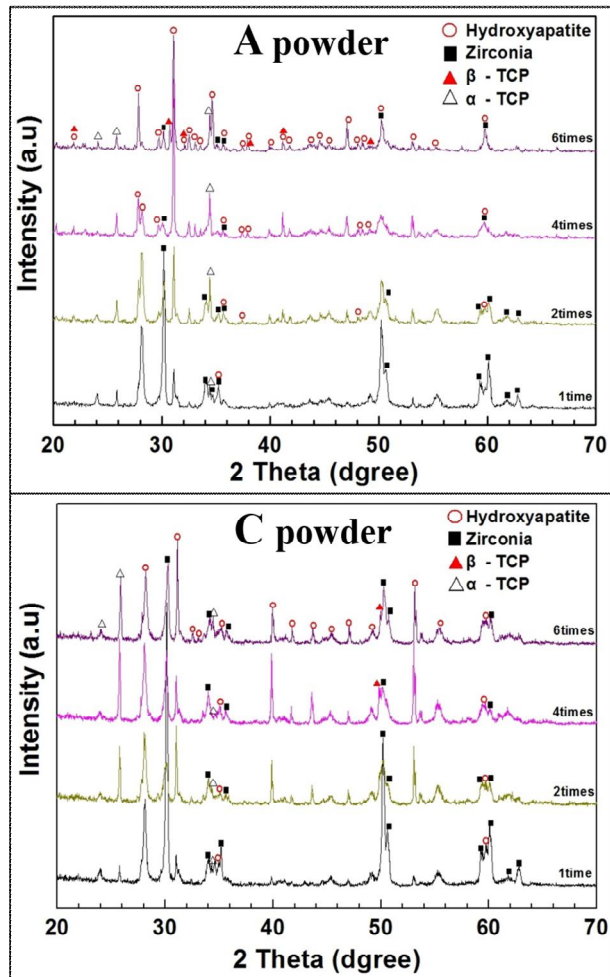 A powder
Hydroxyapatite
Zirconia
β - TCP
α - TCP
6times
4times
2times
1time
Intensity (a.u)
20 30 40 50 60 70
2 Theta (dgree)
C powder
Hydroxyapatite
Zirconia
β - TCP
α - TCP
6times
4times
2times
1time
Intensity (a.u)
20 30 40 50 60 70
2 Theta (dgree)